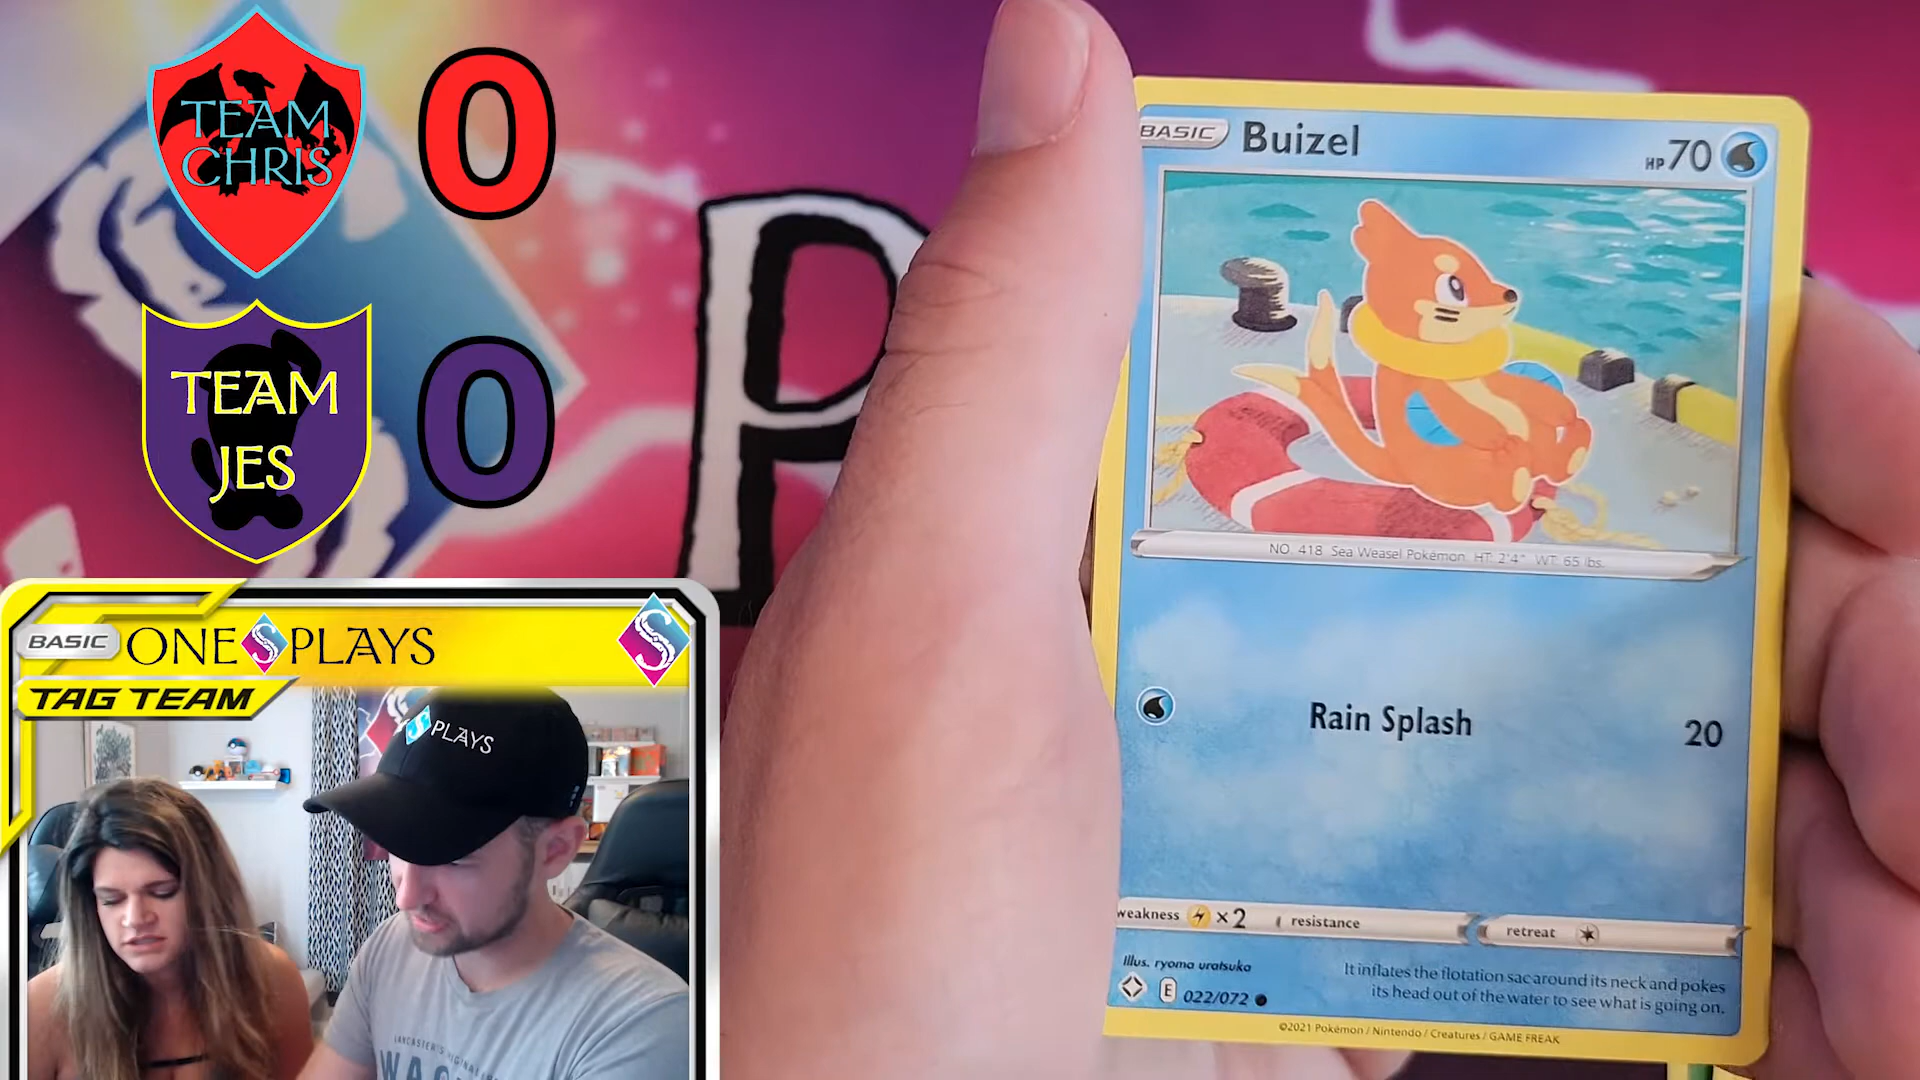 TEAM
CHRIS
0
TEAM
JES
0
BASIC ONE S PLAYS S
TAG TEAM
S PLAYS
LANCASTER'S
P
BASIC Buizel HP 70
NO. 418 Sea Weasel Pokémon HT: 2'4" WT: 65 lbs.
Rain Splash 20
weakness ×2 resistance retreat
Illus. ryoma uratsuka
It inflates the flotation sac around its neck and pokes
its head out of the water to see what is going on.
E 022/072
©2021 Pokémon / Nintendo / Creatures / GAME FREAK